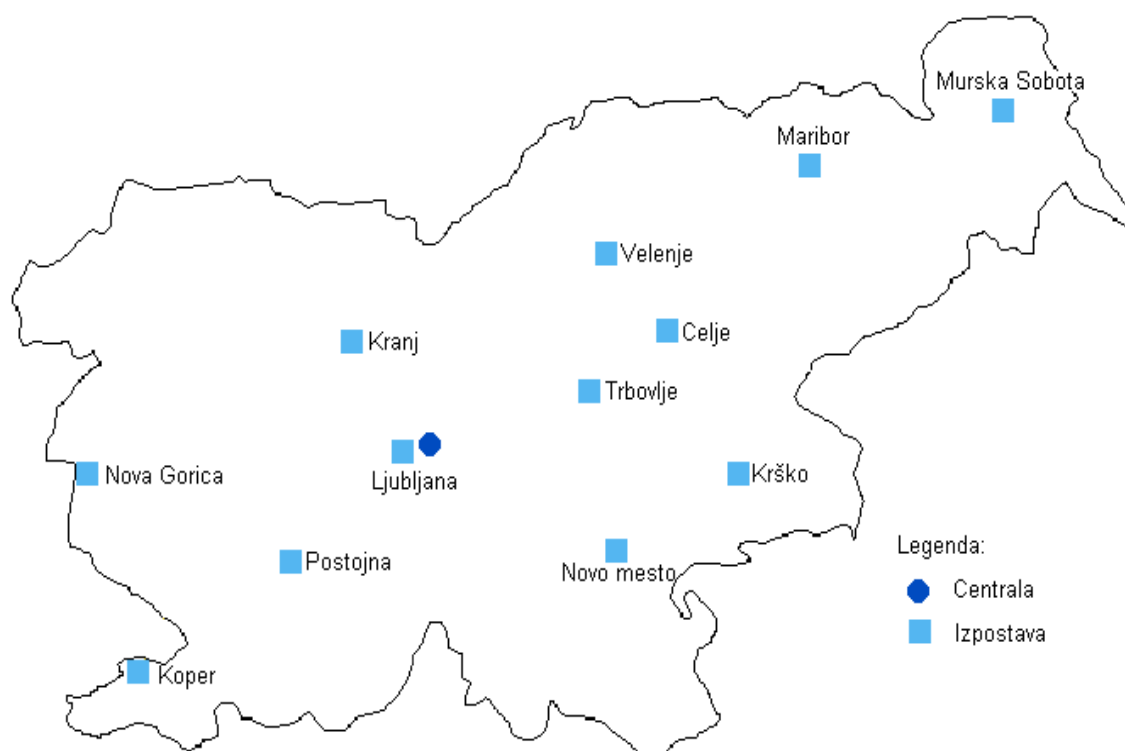 Murska Sobota
Maribor
Velenje
Celje
Kranj
Trbovlje
Ljubljana
Nova Gorica
Krško
Postojna
Novo mesto
Koper
Legenda:
Centrala
Izpostava